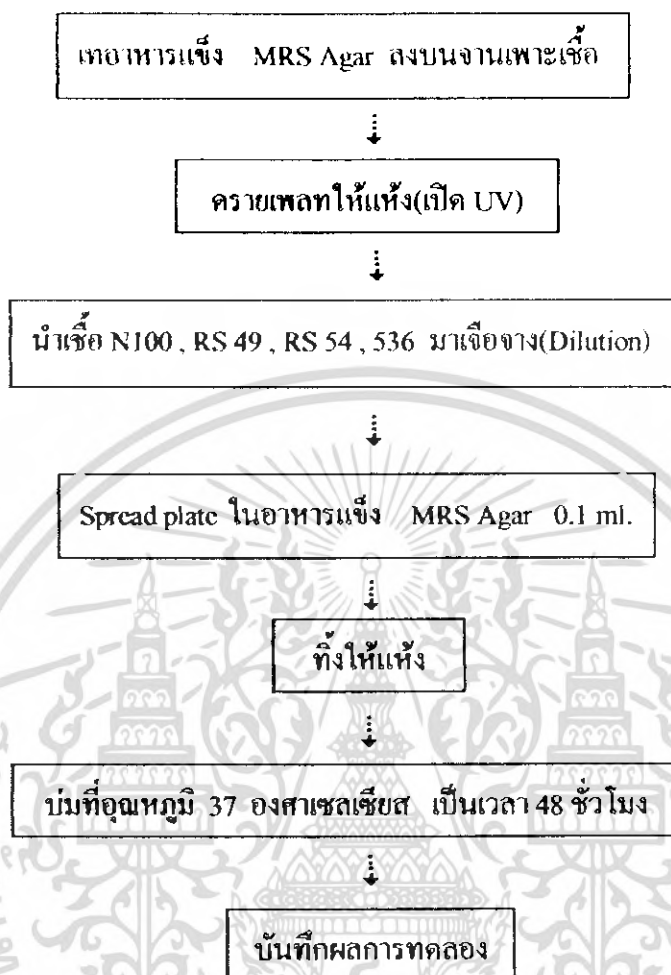 เทอาหารแข็ง MRS Agar ลงบนจานเพาะเชื้อ
ดรายเพลทให้แห้ง(เปิด UV)
นำเชื้อ N100 , RS 49 , RS 54 , 536 มาเจือจาง(Dilution)
Spread plate ในอาหารแข็ง MRS Agar 0.1 ml.
ทิ้งให้แห้ง
บ่มที่อุณหภูมิ 37 องศาเซลเซียส เป็นเวลา 48 ชั่วโมง
บันทึกผลการทดลอง